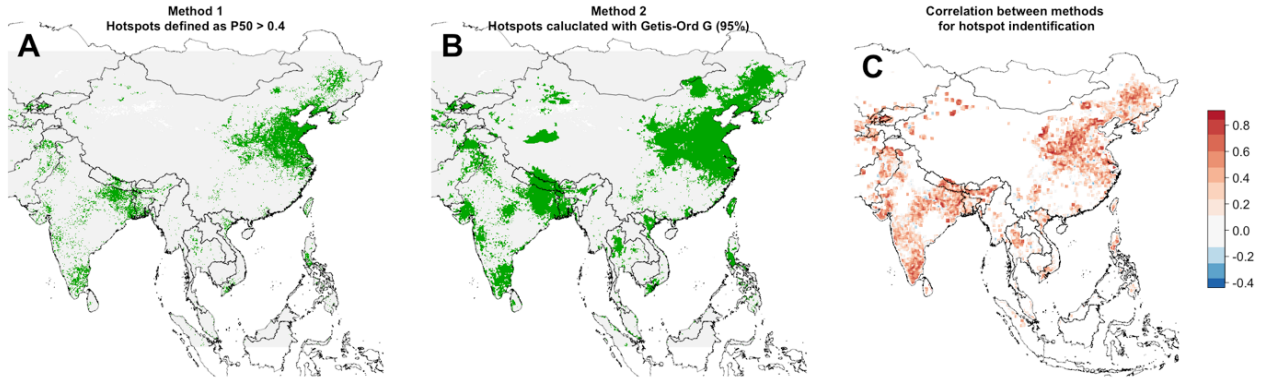 Method 1
Hotspots defined as P50 > 0.4
A
Method 2
Hotspots caluclated with Getis-Ord G (95%)
B
Correlation between methods
for hotspot indentification
C
0.8
0.6
0.4
0.2
0.0
-0.2
-0.4